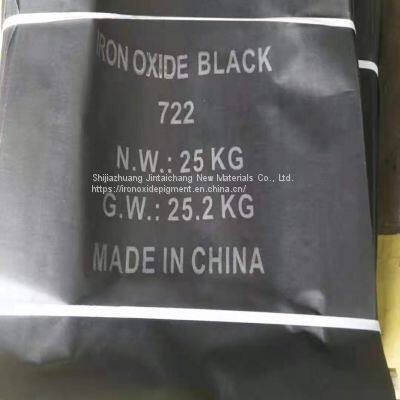 IRON OXIDE BLACK
722
N.W.: 25 KG
Shijiazhuang Jintaichang New Materials Co., Ltd.
https://ironoxidepigment.en.china.cn/
G.W.: 25.2 KG
MADE IN CHINA